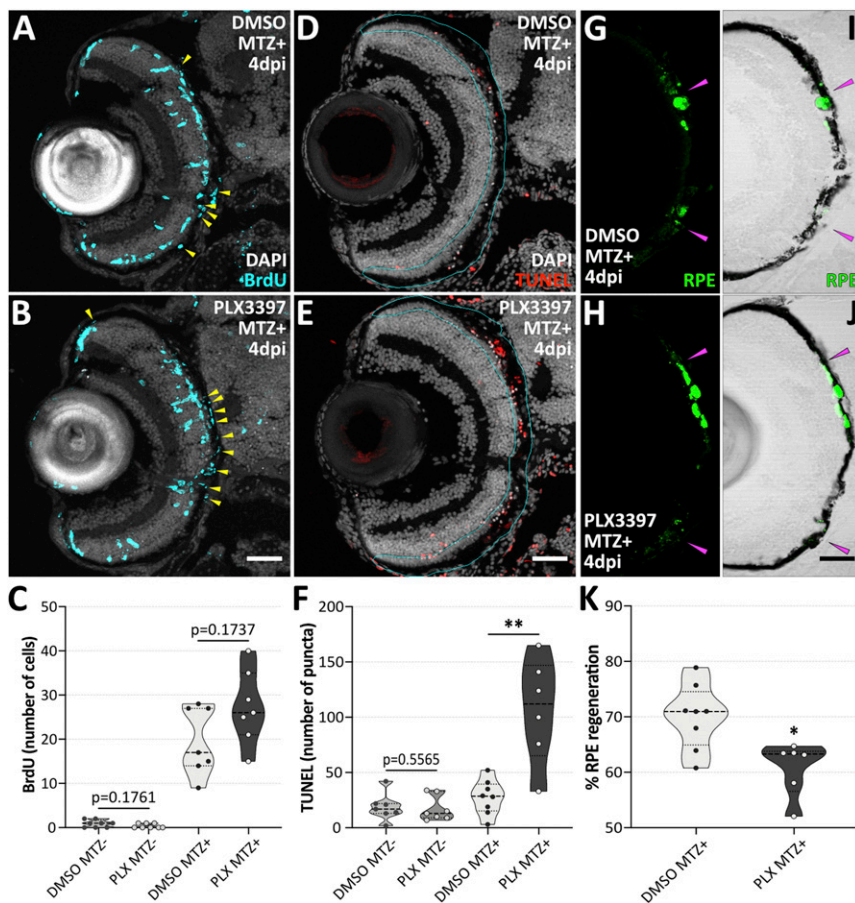 A
DMSO
MTZ+
4dpi
DAPI
BrdU
B
PLX3397
MTZ+
4dpi
D
DMSO
MTZ+
4dpi
DAPI
TUNEL
E
PLX3397
MTZ+
4dpi
G
DMSO
MTZ+
4dpi
RPE
I
RPE
H
PLX3397
MTZ+
4dpi
J
C
BrdU (number of cells)
50
40
30
20
10
0
p=0.1761
p=0.1737
DMSO MTZ-
PLX MTZ-
DMSO MTZ+
PLX MTZ+
F
TUNEL (number of puncta)
200
150
100
50
0
p=0.5565
**
DMSO MTZ-
PLX MTZ-
DMSO MTZ+
PLX MTZ+
K
% RPE regeneration
90
80
70
60
50
*
DMSO MTZ+
PLX MTZ+